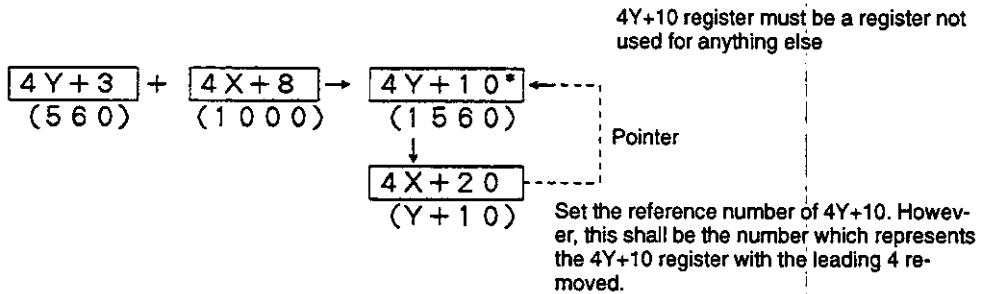 4Y+10 register must be a register not
used for anything else
4Y+3 + 4X+8 → 4Y+10*
(560) (1000) (1560)
Pointer
4X+20
(Y+10)
Set the reference number of 4Y+10. Howev-
er, this shall be the number which represents
the 4Y+10 register with the leading 4 re-
moved.